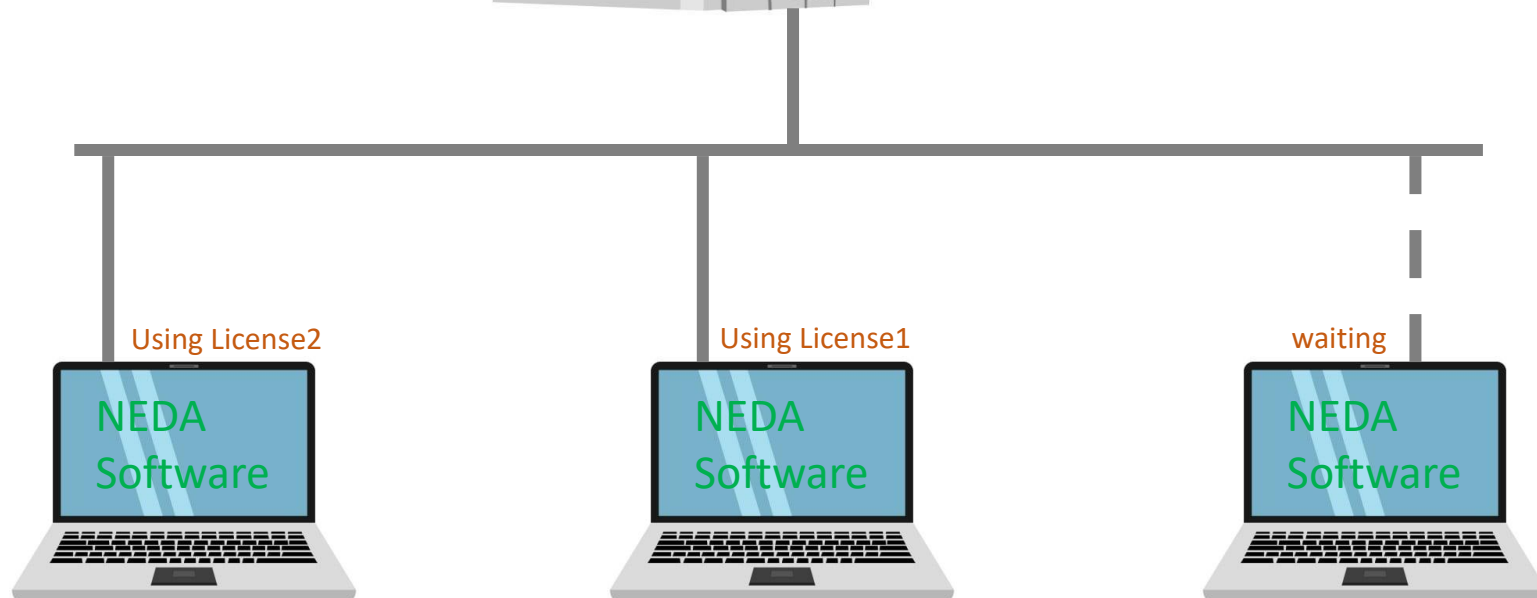 Using License2
Using License1
waiting
NEDA
Software
NEDA
Software
NEDA
Software